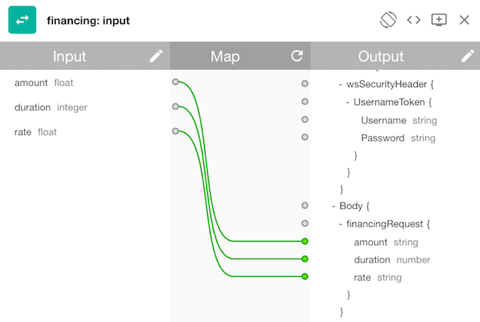 financing: input
Input
Map
Output
amount float
duration integer
rate float
- wsSecurityHeader {
- UsernameToken {
Username string
Password string
}
}
}
- Body {
- financingRequest {
amount string
duration number
rate string
}
}